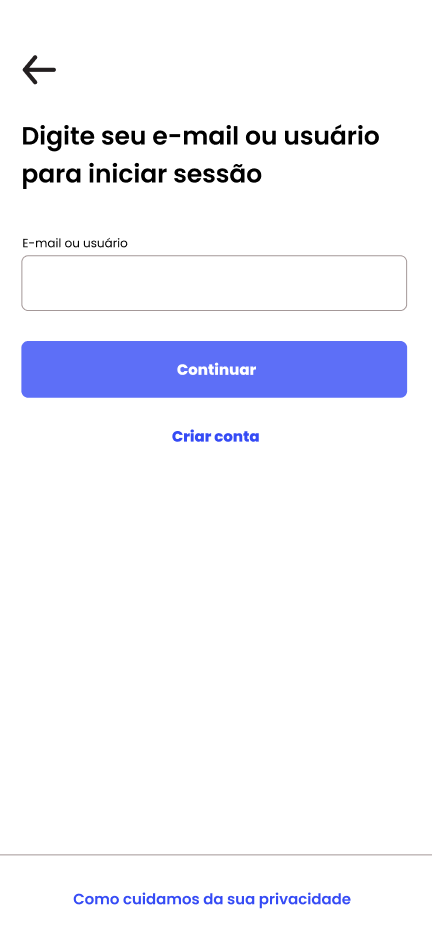 Digite seu e-mail ou usuário
para iniciar sessão
E-mail ou usuário
Continuar
Criar conta
Como cuidamos da sua privacidade